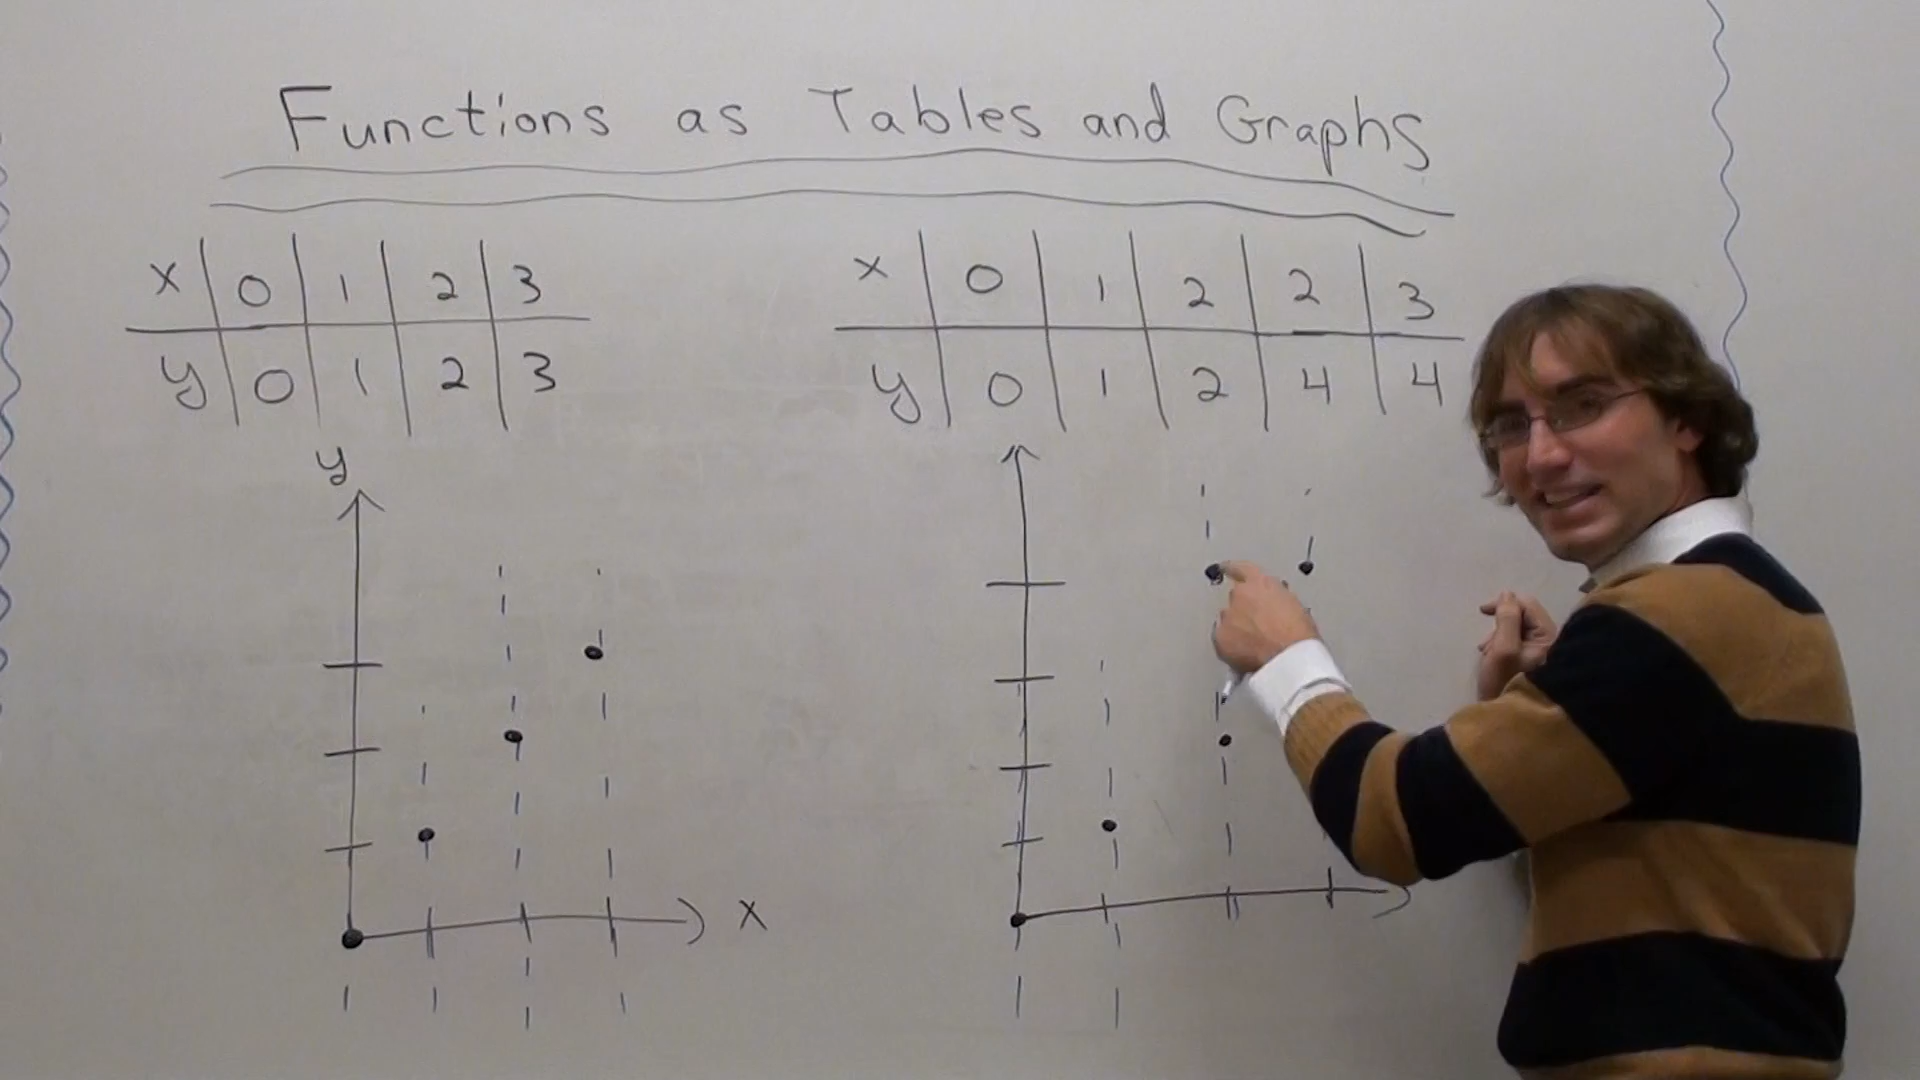 Functions as Tables and Graphs
x 0 1 2 3
y 0 1 2 3
x 0 1 2 2 3
y 0 1 2 4 4
y
x